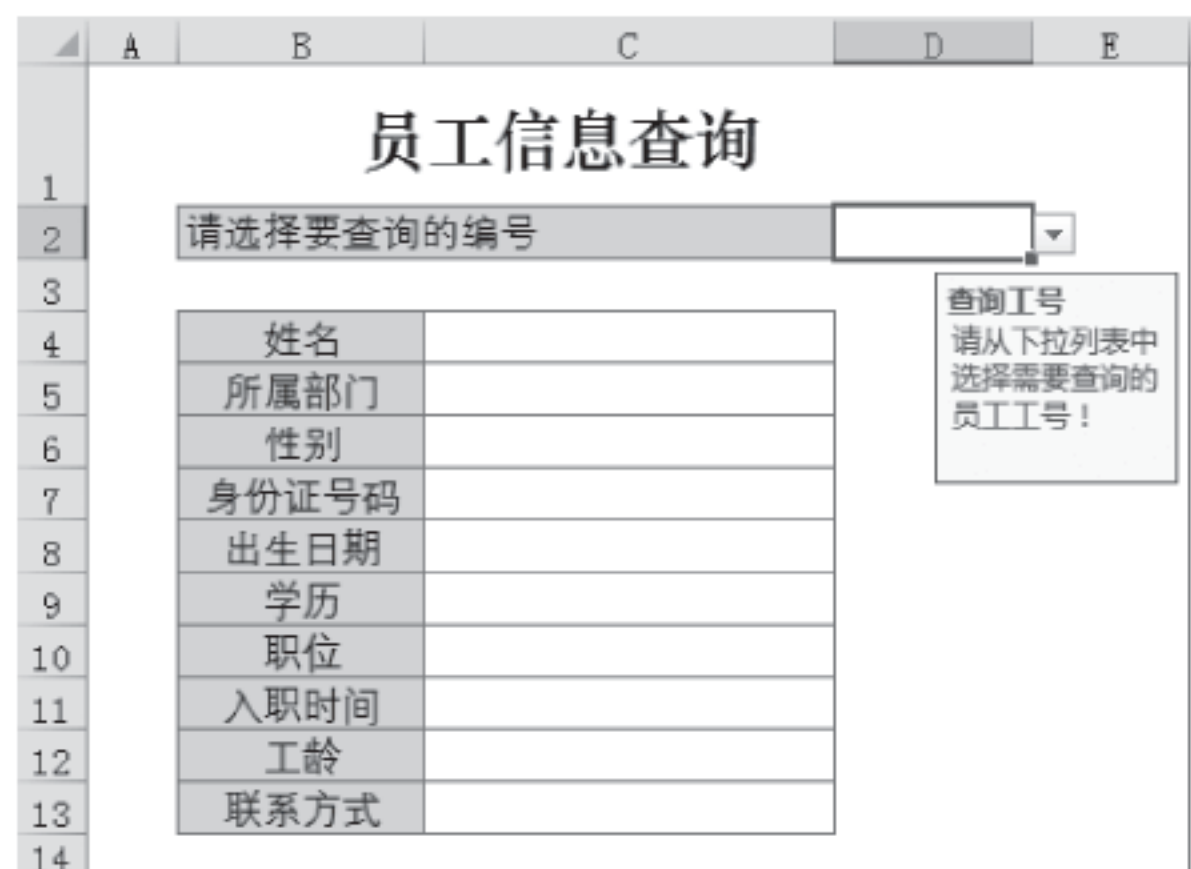 A B C D E
员工信息查询
1
2 请选择要查询的编号
3
查询工号
请从下拉列表中
选择需要查询的
员工工号！
4 姓名
5 所属部门
6 性别
7 身份证号码
8 出生日期
9 学历
10 职位
11 入职时间
12 工龄
13 联系方式
14